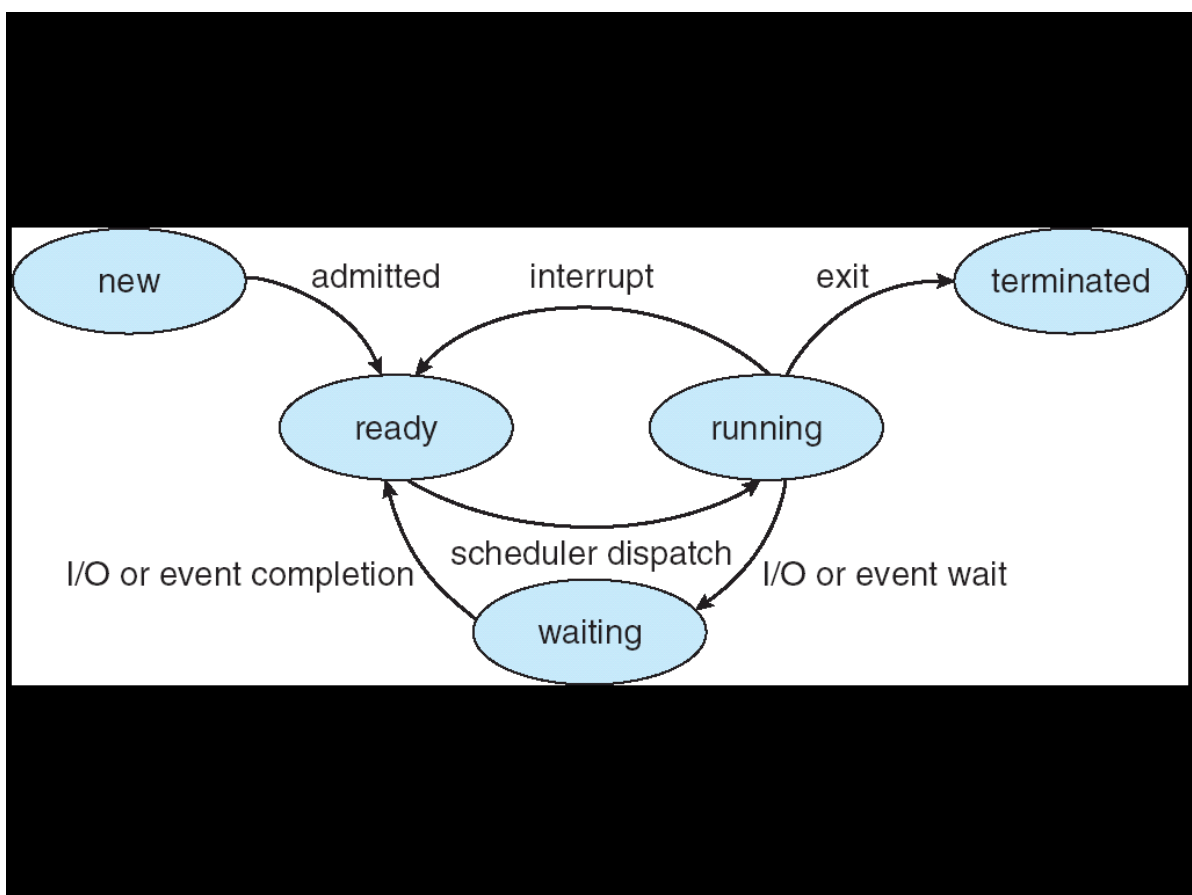 new
admitted
interrupt
exit
terminated
ready
running
scheduler dispatch
I/O or event completion
I/O or event wait
waiting